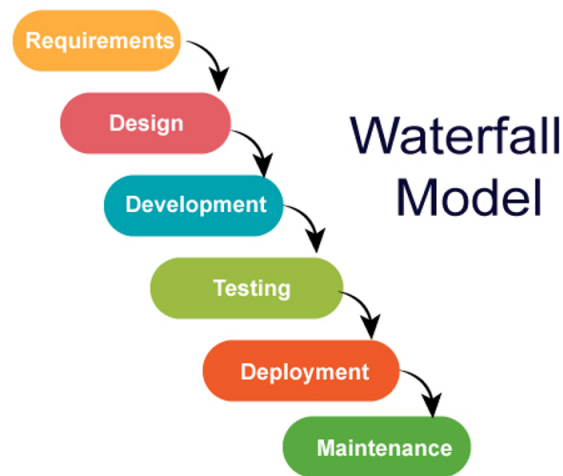 Requirements
Design
Waterfall
Model
Development
Testing
Deployment
Maintenance